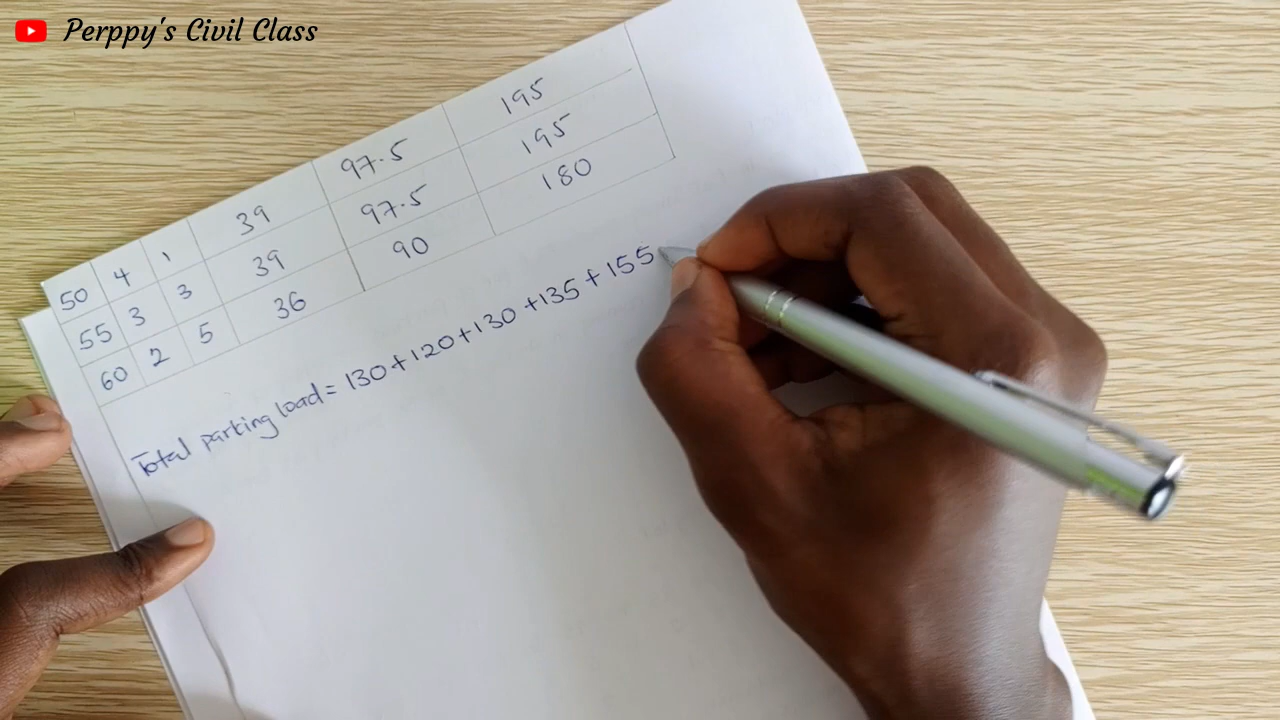 Perppy's Civil Class
50 4 1 39 97.5 195
55 3 3 39 97.5 195
60 2 5 36 90 180
Total parking load = 130 + 120 + 130 + 135 + 155